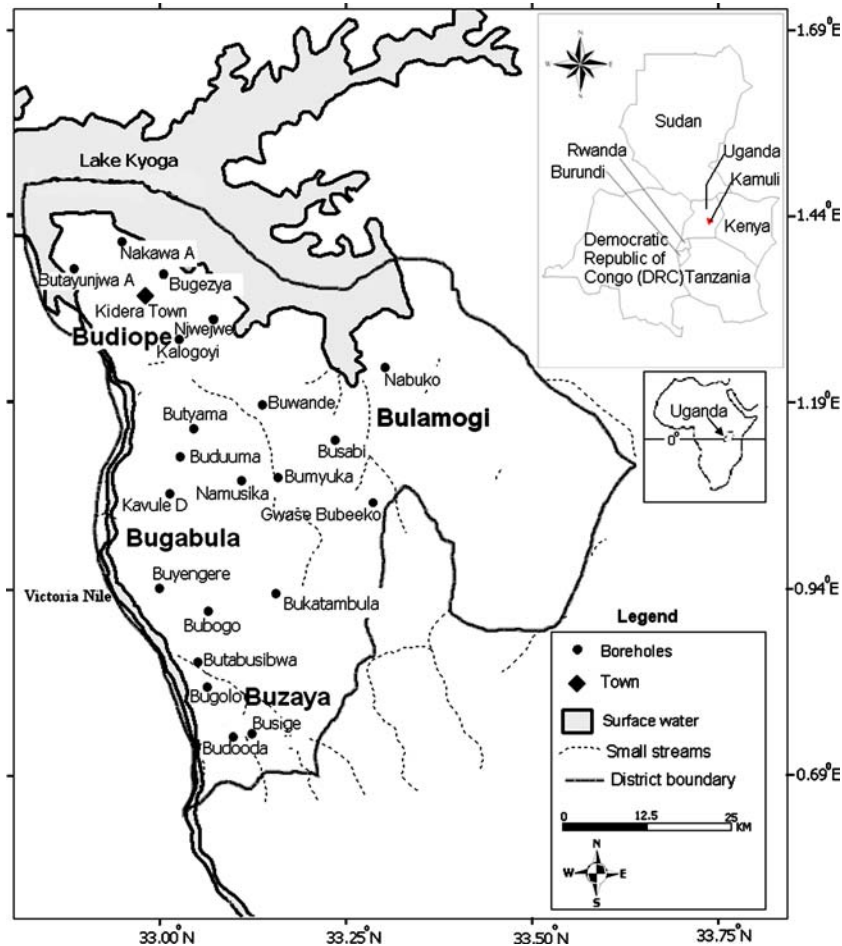 1.69°E
1.44°E
1.19°E
0.94°E
0.69°E
33.00°N
33.25°N
33.50°N
33.75°N
Lake Kyoga
Nakawa A
Butayunjwa A
Bugezya
Kidera Town
Njwejwe
Budiope
Kalogoyi
Nabuko
Buwande
Bulamogi
Butyama
Busabi
Buduuma
Bumyuka
Namusika
Kavule D
Gwase Bubeeko
Bugabula
Buyengere
Victoria Nile
Bukatambula
Bubogo
Butabusibwa
Bugolo
Buzaya
Busige
Budooda
N
W
E
Sudan
Rwanda
Burundi
Uganda
Kamuli
Kenya
Democratic
Republic of
Congo (DRC)
Tanzania
Uganda
0°
Legend
Boreholes
Town
Surface water
Small streams
District boundary
0 12.5 25
KM
N
W E
S